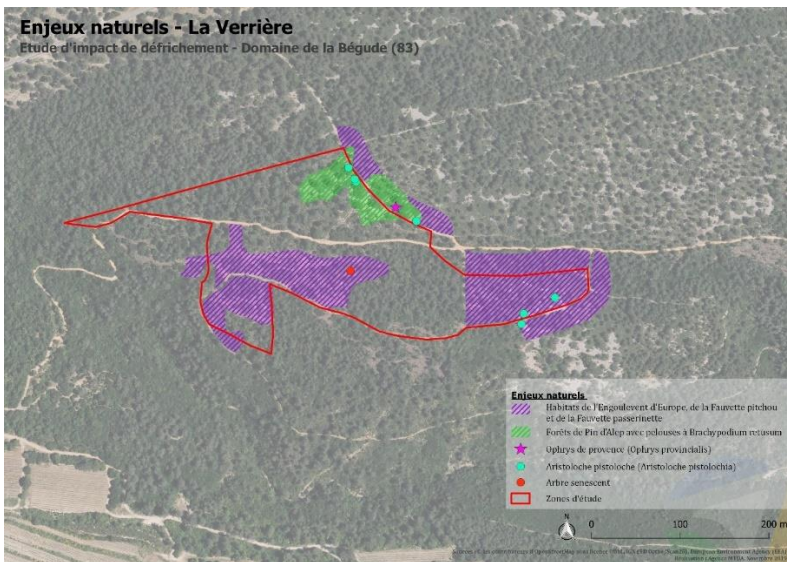 Enjeux naturels - La Verrière
Etude d'impact de défrichement - Domaine de la Bégude (83)
Enjeux naturels
Habitats de l'Engoulevent d'Europe, de la Fauvette pitchou
et de la Fauvette passerinette
Forêts de Pin d'Alep avec pelouses à Brachypodium retusum
Ophrys de provence (Ophrys provincialis)
Aristoloche pistoloche (Aristoloche pistolochia)
Arbre senescent
Zones d'étude
N
0 100 200 m